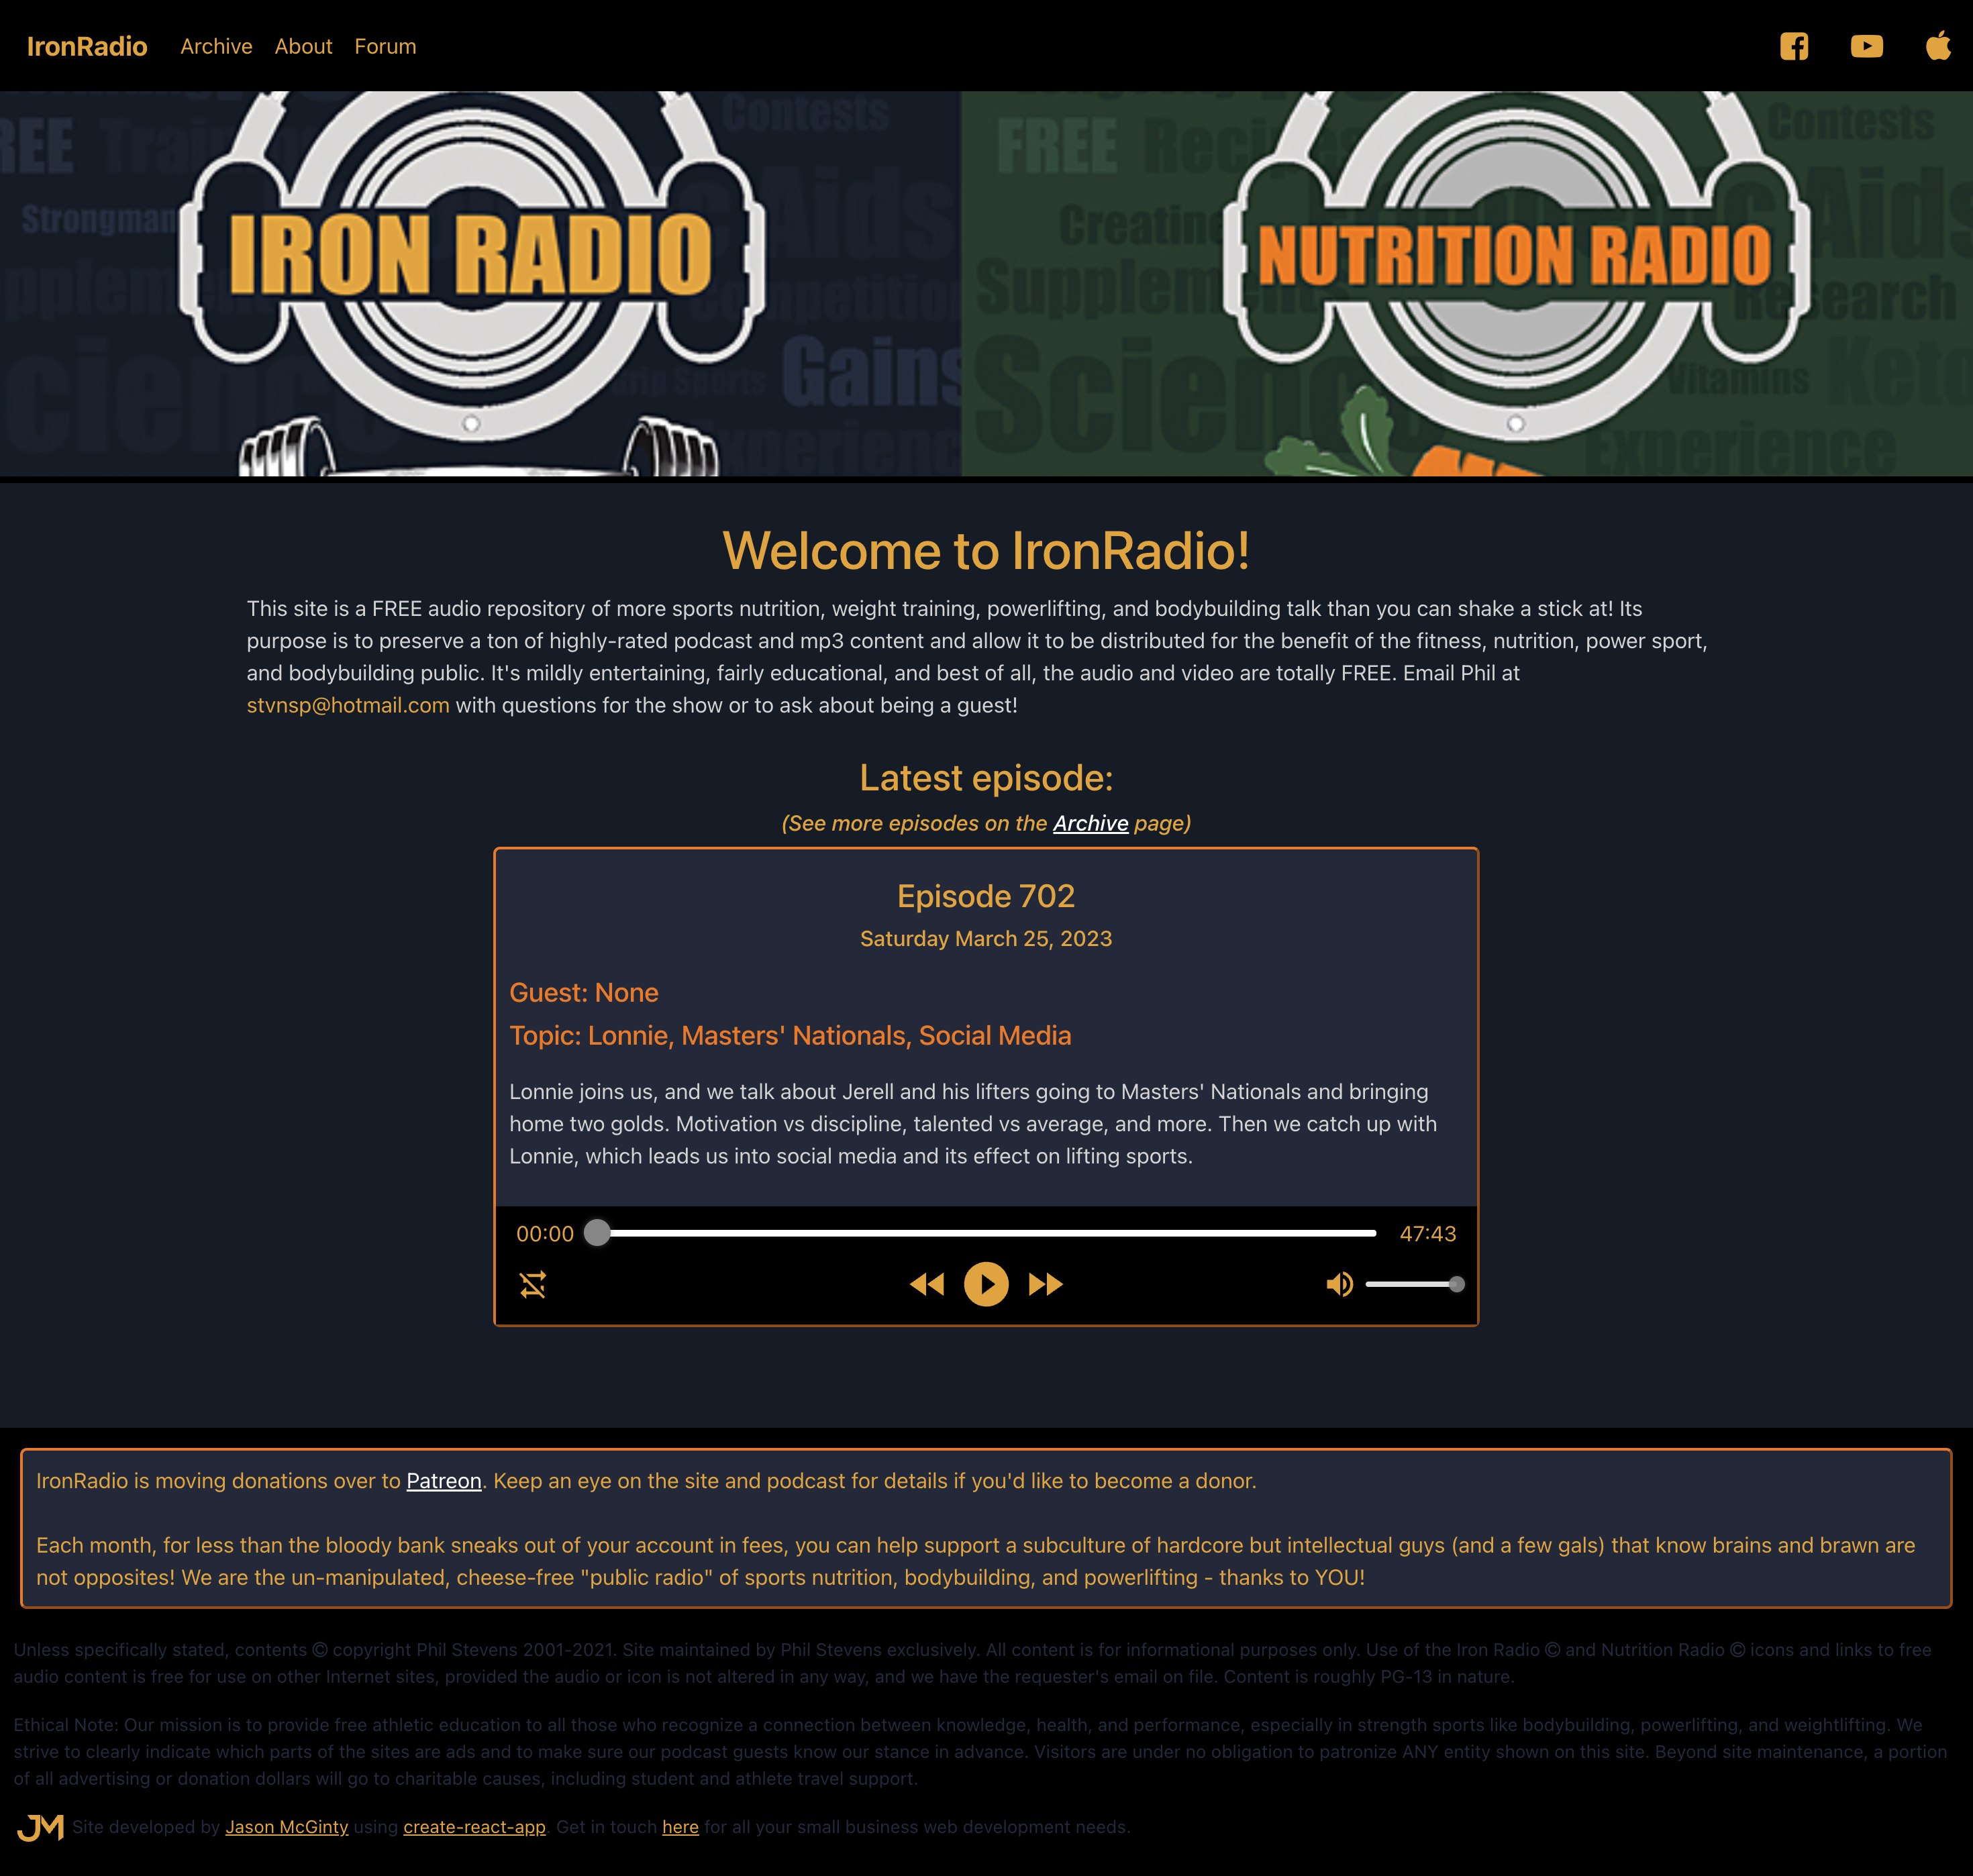 IronRadio Archive About Forum
Contests
REE Training
Strongman
Aids
IRON RADIO
Gains
Grip Sports
Contests
FREE Recipes
Creatine
Aids
NUTRITION RADIO
Supplements
Research
Science
Vitamins Keto
Experience
Welcome to IronRadio!
This site is a FREE audio repository of more sports nutrition, weight training, powerlifting, and bodybuilding talk than you can shake a stick at! Its
purpose is to preserve a ton of highly-rated podcast and mp3 content and allow it to be distributed for the benefit of the fitness, nutrition, power sport,
and bodybuilding public. It's mildly entertaining, fairly educational, and best of all, the audio and video are totally FREE. Email Phil at
stvnsp@hotmail.com with questions for the show or to ask about being a guest!
Latest episode:
(See more episodes on the Archive page)
Episode 702
Saturday March 25, 2023
Guest: None
Topic: Lonnie, Masters' Nationals, Social Media
Lonnie joins us, and we talk about Jerell and his lifters going to Masters' Nationals and bringing
home two golds. Motivation vs discipline, talented vs average, and more. Then we catch up with
Lonnie, which leads us into social media and its effect on lifting sports.
00:00 47:43
IronRadio is moving donations over to Patreon. Keep an eye on the site and podcast for details if you'd like to become a donor.
Each month, for less than the bloody bank sneaks out of your account in fees, you can help support a subculture of hardcore but intellectual guys (and a few gals) that know brains and brawn are
not opposites! We are the un-manipulated, cheese-free "public radio" of sports nutrition, bodybuilding, and powerlifting - thanks to YOU!
Unless specifically stated, contents © copyright Phil Stevens 2001-2021. Site maintained by Phil Stevens exclusively. All content is for informational purposes only. Use of the Iron Radio © and Nutrition Radio © icons and links to free
audio content is free for use on other Internet sites, provided the audio or icon is not altered in any way, and we have the requester's email on file. Content is roughly PG-13 in nature.
Ethical Note: Our mission is to provide free athletic education to all those who recognize a connection between knowledge, health, and performance, especially in strength sports like bodybuilding, powerlifting, and weightlifting. We
strive to clearly indicate which parts of the sites are ads and to make sure our podcast guests know our stance in advance. Visitors are under no obligation to patronize ANY entity shown on this site. Beyond site maintenance, a portion
of all advertising or donation dollars will go to charitable causes, including student and athlete travel support.
JM Site developed by Jason McGinty using create-react-app. Get in touch here for all your small business web development needs.